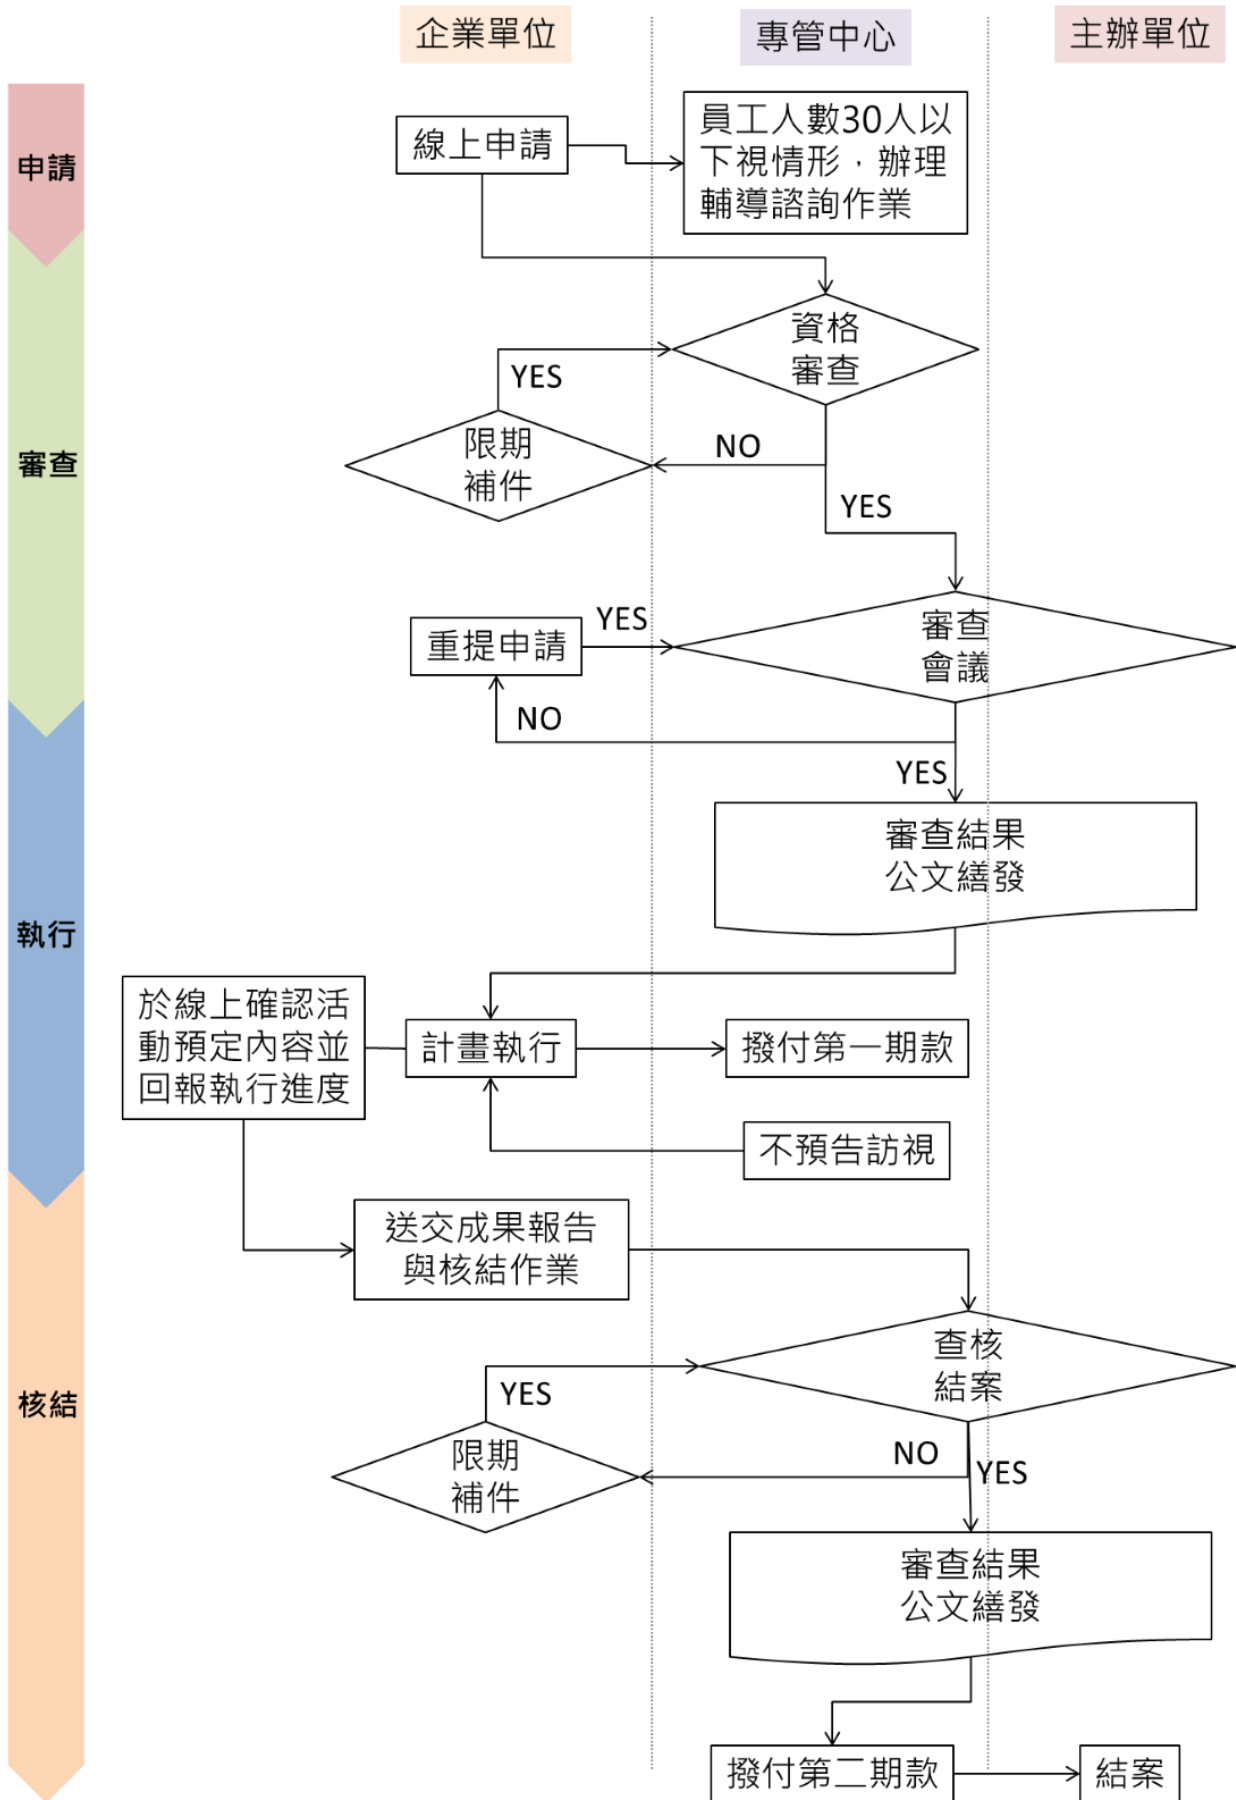 企業單位
專管中心
主辦單位
申請
線上申請
員工人數30人以
下視情形，辦理
輔導諮詢作業
資格
審查
YES
審查
限期
補件
NO
YES
重提申請
YES
審查
會議
NO
YES
審查結果
公文繕發
執行
於線上確認活
動預定內容並
回報執行進度
計畫執行
撥付第一期款
不預告訪視
送交成果報告
與核結作業
查核
結案
核結
YES
限期
補件
NO
YES
審查結果
公文繕發
撥付第二期款
結案